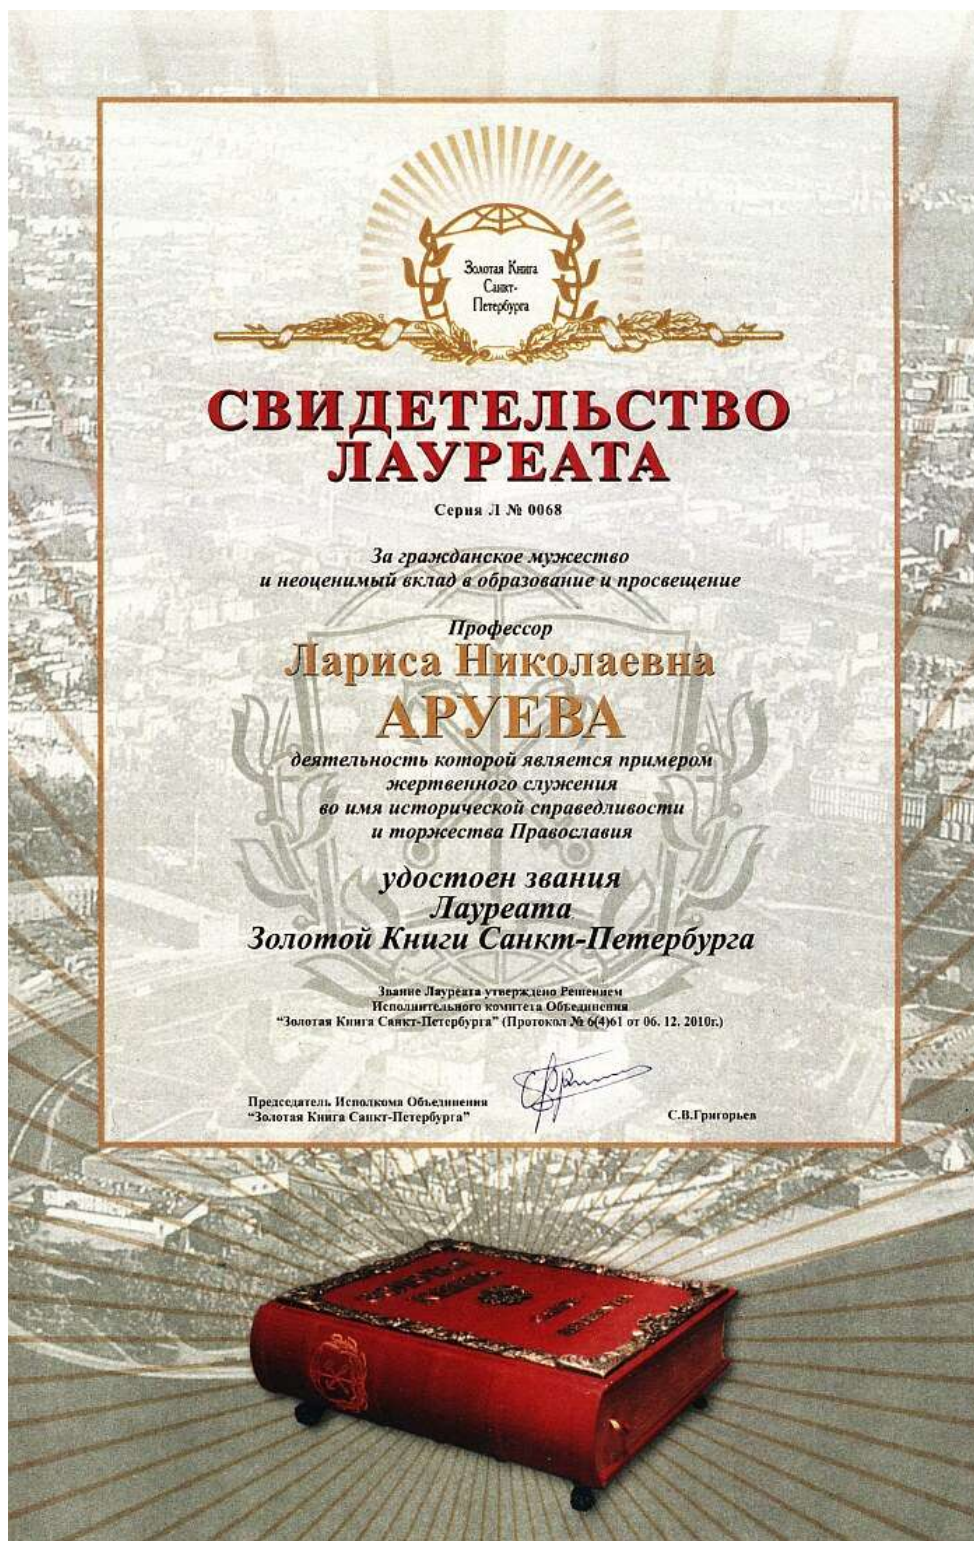 Золотая Книга
Санкт-
Петербурга
СВИДЕТЕЛЬСТВО
ЛАУРЕАТА
Серия Л № 0068
За гражданское мужество
и неоценимый вклад в образование и просвещение
Профессор
Лариса Николаевна
АРУЕВА
деятельность которой является примером
жертвенного служения
во имя исторической справедливости
и торжества Православия
удостоен звания
Лауреата
Золотой Книги Санкт-Петербурга
Звание Лауреата утверждено Решением
Исполнительного комитета Объединения
“Золотая Книга Санкт-Петербурга” (Протокол № 6(4)61 от 06. 12. 2010г.)
Председатель Исполкома Объединения
“Золотая Книга Санкт-Петербурга”
С.В.Григорьев